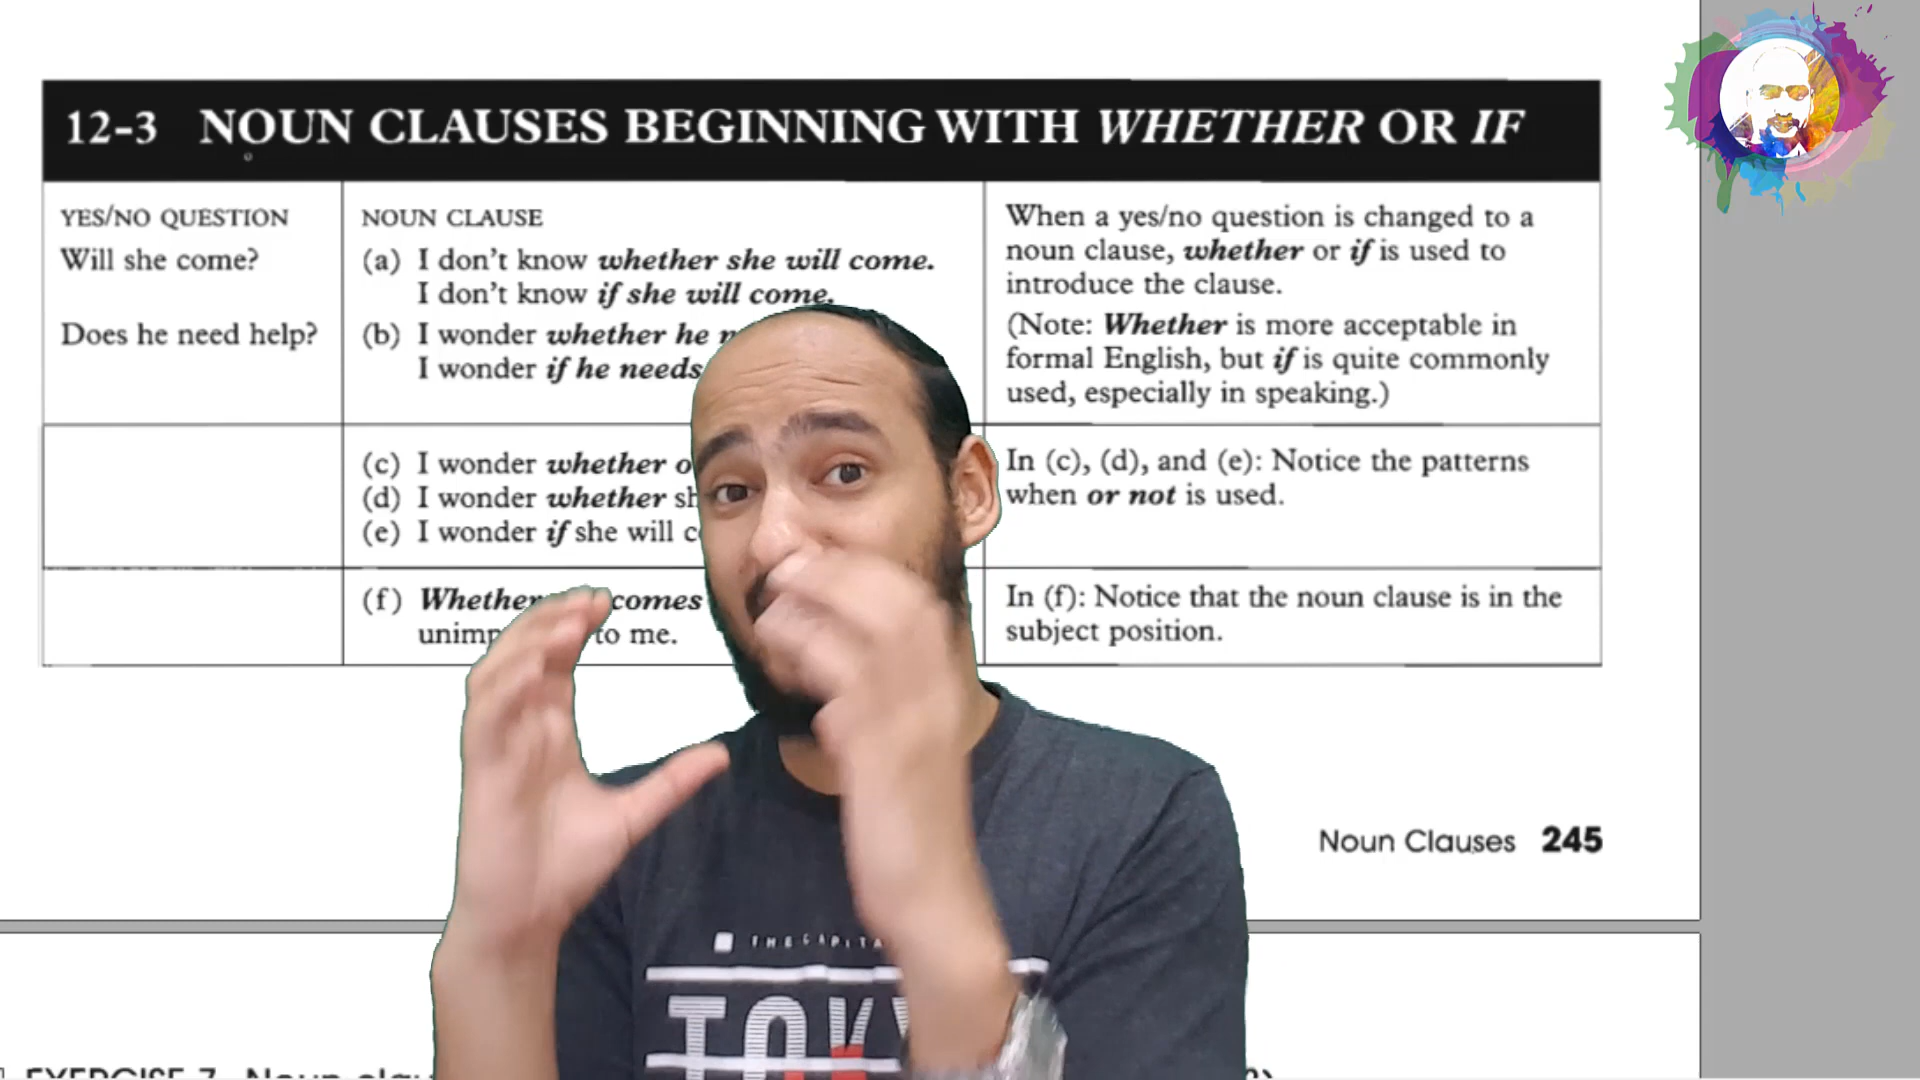 12-3 NOUN CLAUSES BEGINNING WITH WHETHER OR IF
YES/NO QUESTION
Will she come?
Does he need help?
NOUN CLAUSE
(a) I don't know whether she will come.
I don't know if she will come.
(b) I wonder whether he
I wonder if he needs
(c) I wonder whether
(d) I wonder whether
(e) I wonder if she will
(f) Whether comes
to me.
When a yes/no question is changed to a
noun clause, whether or if is used to
introduce the clause.
(Note: Whether is more acceptable in
formal English, but if is quite commonly
used, especially in speaking.)
In (c), (d), and (e): Notice the patterns
when or not is used.
In (f): Notice that the noun clause is in the
subject position.
Noun Clauses 245
EXERCISE 7. Noun
THE CAPITA